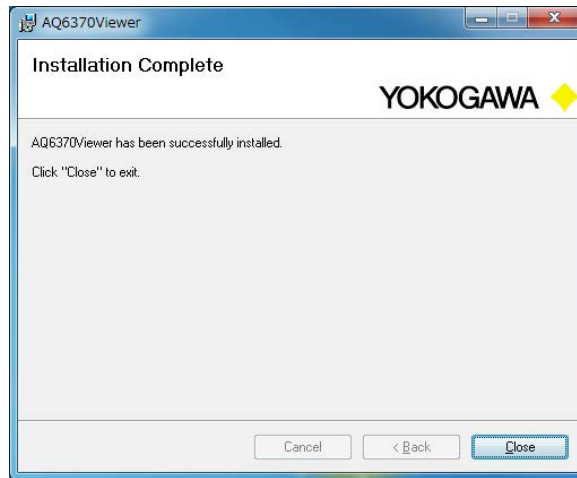 AQ6370Viewer
Installation Complete
YOKOGAWA
AQ6370Viewer has been successfully installed.
Click "Close" to exit.
Cancel
< Back
Close